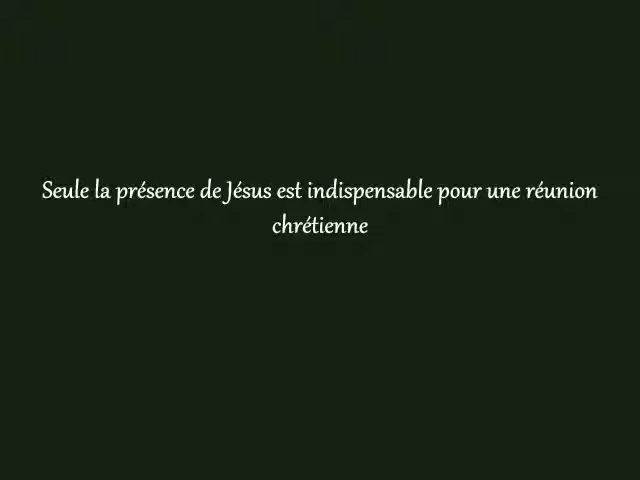 Seule la présence de Jésus est indispensable pour une réunion
chrétienne